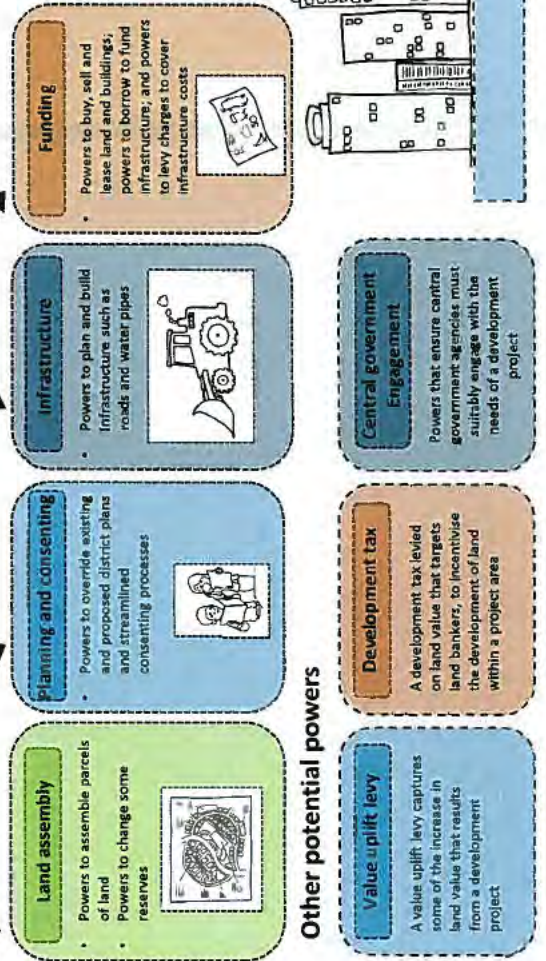 Land assembly
• Powers to assemble parcels
of land
• Powers to change some
reserves
Planning and consenting
• Powers to override existing
and proposed district plans
and streamlined
consenting processes
Infrastructure
• Powers to plan and build
Infrastructure such as
roads and water pipes
Funding
• Powers to buy, sell and
lease land and buildings;
powers to borrow to fund
infrastructure; and powers
to levy charges to cover
infrastructure costs
Other potential powers
Value uplift levy
A value uplift levy captures
some of the increase in
land value that results
from a development
project
Development tax
A development tax levied
on land value that targets
land bankers, to incentivise
the development of land
within a project area
Central government
Engagement
Powers that ensure central
government agencies must
suitably engage with the
needs of a development
project